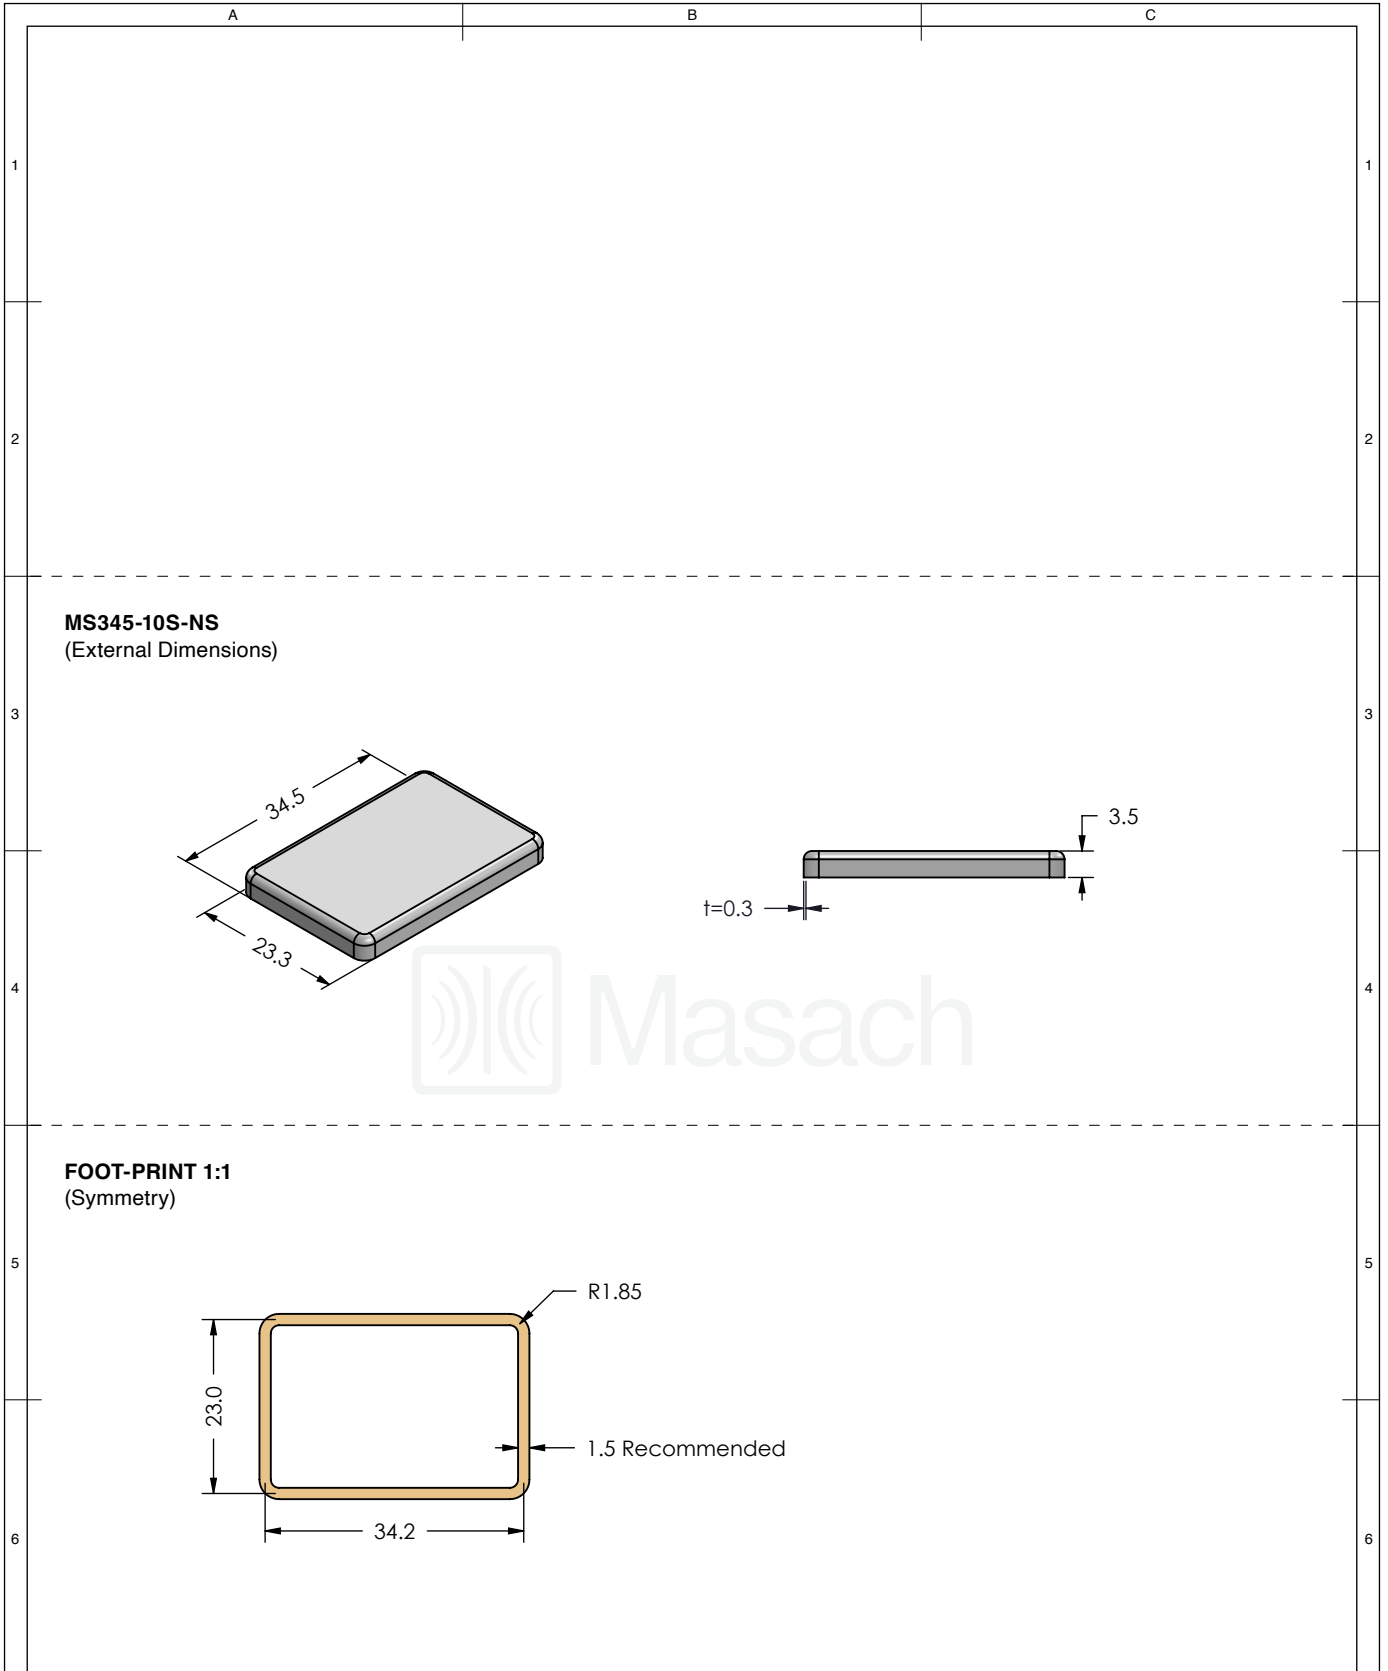 A
B
C
1
1
2
2
MS345-10S-NS
(External Dimensions)
3
3
34.5
23.3
3.5
t=0.3
4
4
Masach
FOOT-PRINT 1:1
(Symmetry)
5
5
R1.85
23.0
1.5 Recommended
34.2
6
6